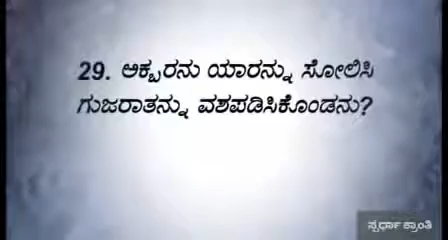 29. ಅಕ್ಬರನು ಯಾರನ್ನು ಸೋಲಿಸಿ
ಗುಜರಾತನ್ನು ವಶಪಡಿಸಿಕೊಂಡನು?
ಸ್ಪರ್ಧಾ ಕ್ರಾಂತಿ